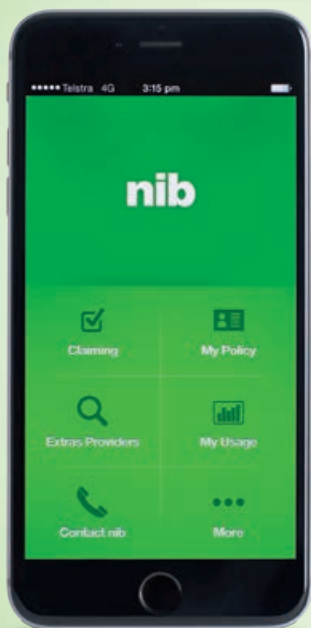 Telstra 4G 3:15 pm
nib
Claiming My Policy
Extras Providers My Usage
Contact nib More